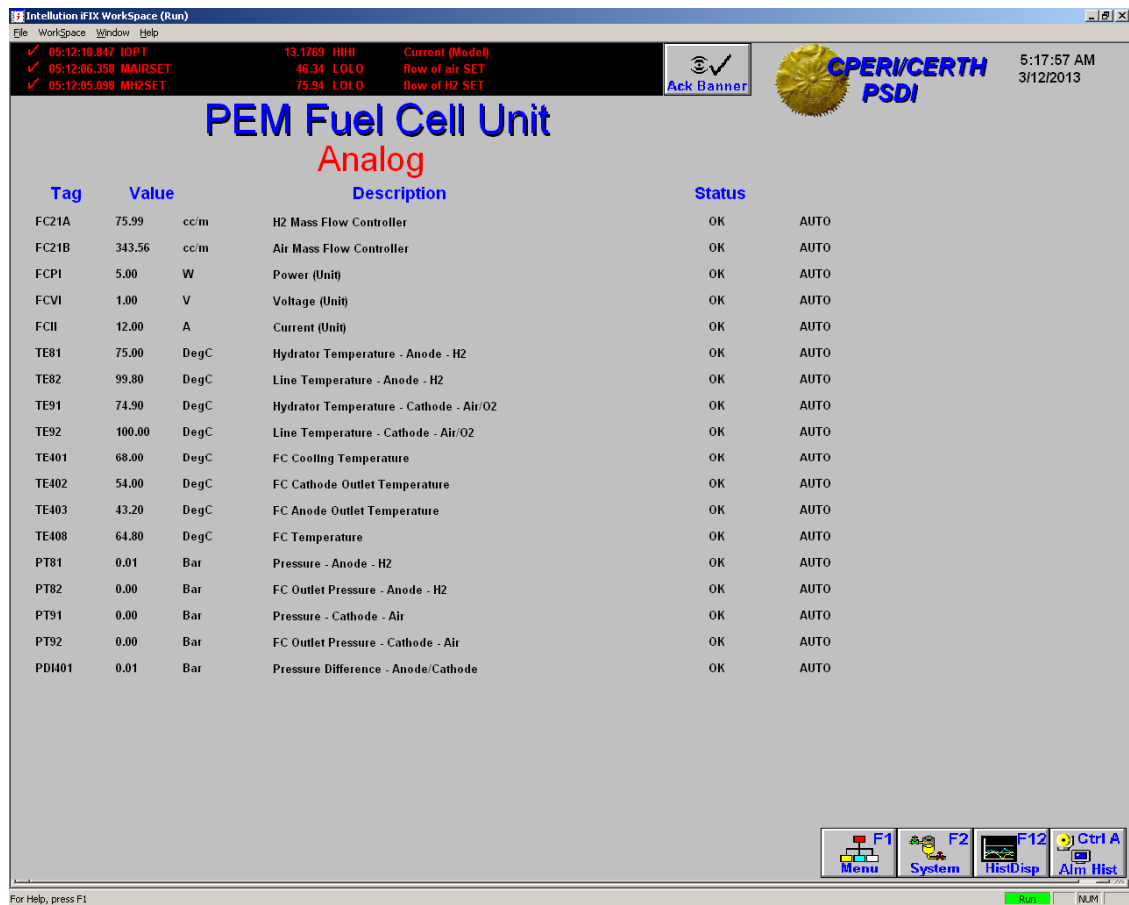 Intellution iFIX WorkSpace (Run)
File WorkSpace Window Help
05:12:10.847 IOPT 13.1769 HIHI Current (Model)
05:12:06.358 MAIRSET 46.34 LOLO flow of air SET
05:12:05.098 MH2SET 75.94 LOLO flow of H2 SET
Ack Banner
CPERI/CERTH
PSDI
5:17:57 AM
3/12/2013
PEM Fuel Cell Unit
Analog
Tag Value Description Status
FC21A 75.99 cc/m H2 Mass Flow Controller OK AUTO
FC21B 343.56 cc/m Air Mass Flow Controller OK AUTO
FCPI 5.00 W Power (Unit) OK AUTO
FCVI 1.00 V Voltage (Unit) OK AUTO
FCII 12.00 A Current (Unit) OK AUTO
TE81 75.00 DegC Hydrator Temperature - Anode - H2 OK AUTO
TE82 99.80 DegC Line Temperature - Anode - H2 OK AUTO
TE91 74.90 DegC Hydrator Temperature - Cathode - Air/O2 OK AUTO
TE92 100.00 DegC Line Temperature - Cathode - Air/O2 OK AUTO
TE401 68.00 DegC FC Cooling Temperature OK AUTO
TE402 54.00 DegC FC Cathode Outlet Temperature OK AUTO
TE403 43.20 DegC FC Anode Outlet Temperature OK AUTO
TE408 64.80 DegC FC Temperature OK AUTO
PT81 0.01 Bar Pressure - Anode - H2 OK AUTO
PT82 0.00 Bar FC Outlet Pressure - Anode - H2 OK AUTO
PT91 0.00 Bar Pressure - Cathode - Air OK AUTO
PT92 0.00 Bar FC Outlet Pressure - Cathode - Air OK AUTO
PDI401 0.01 Bar Pressure Difference - Anode/Cathode OK AUTO
F1 F2 F12 Ctrl A
Menu System HistDisp Alm Hist
For Help, press F1 Run NUM